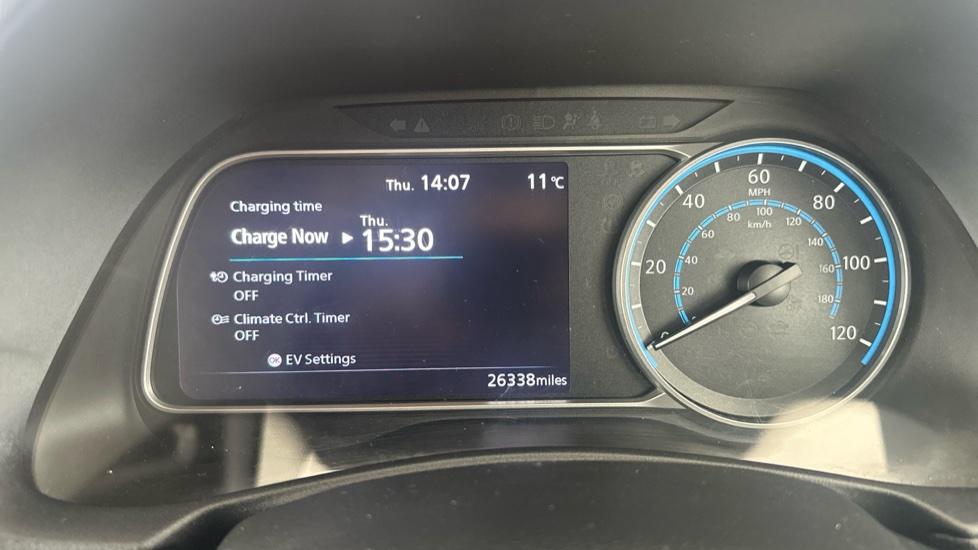 Thu. 14:07 11°C
Charging time
Charge Now ▶ Thu. 15:30
Charging Timer
OFF
Climate Ctrl. Timer
OFF
OK EV Settings
26338miles
0 20 40 60 80 100 120
MPH
20 40 60 80 100 120 140 160 180
km/h